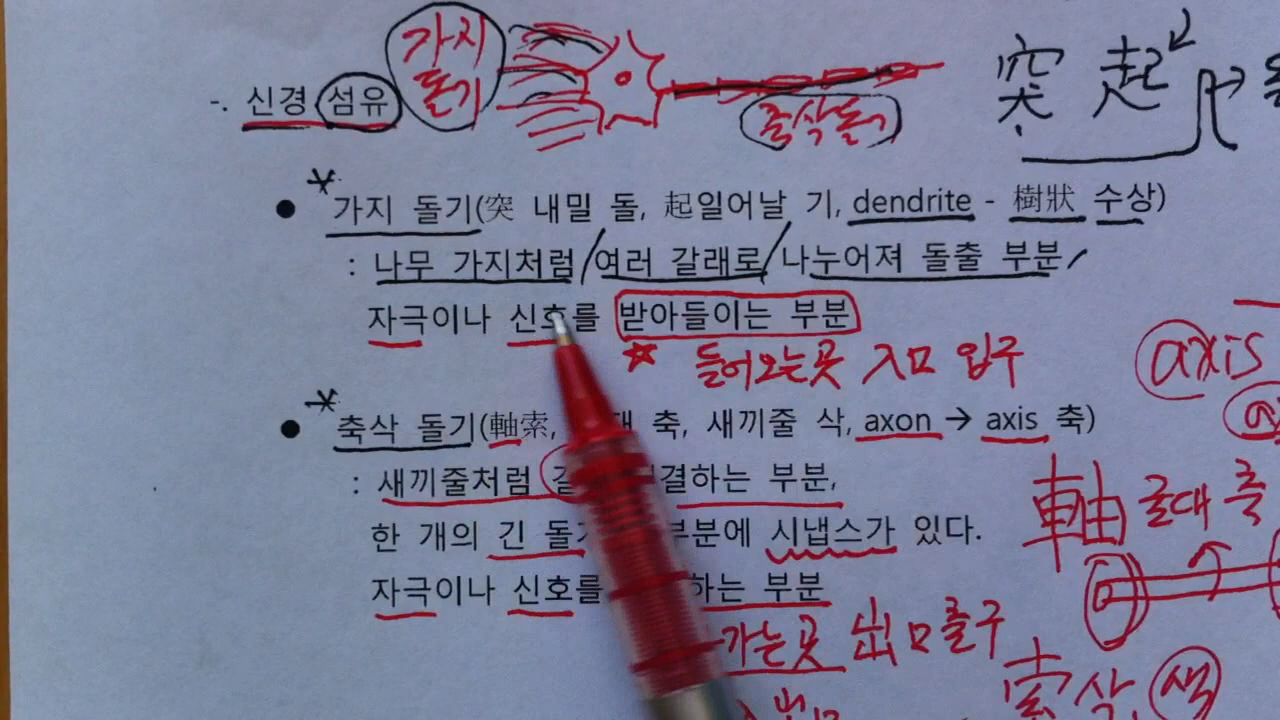 가지 돌기
突 起
-. 신경 섬유
축삭돌기
• 가지 돌기(突 내밀 돌, 起일어날 기, dendrite - 樹狀 수상)
: 나무 가지처럼/여러 갈래로/나누어져 돌출 부분/
자극이나 신호를 받아들이는 부분
들어오는곳 入口 입구
axis
• 축삭 돌기(軸索, 축, 새끼줄 삭, axon → axis 축)
: 새끼줄처럼 하는 부분,
軸 굴대 축
한 개의 긴 시냅스가 있다.
자극이나 신호를 하는 부분
가는곳 出口 출구
索 삭, 색